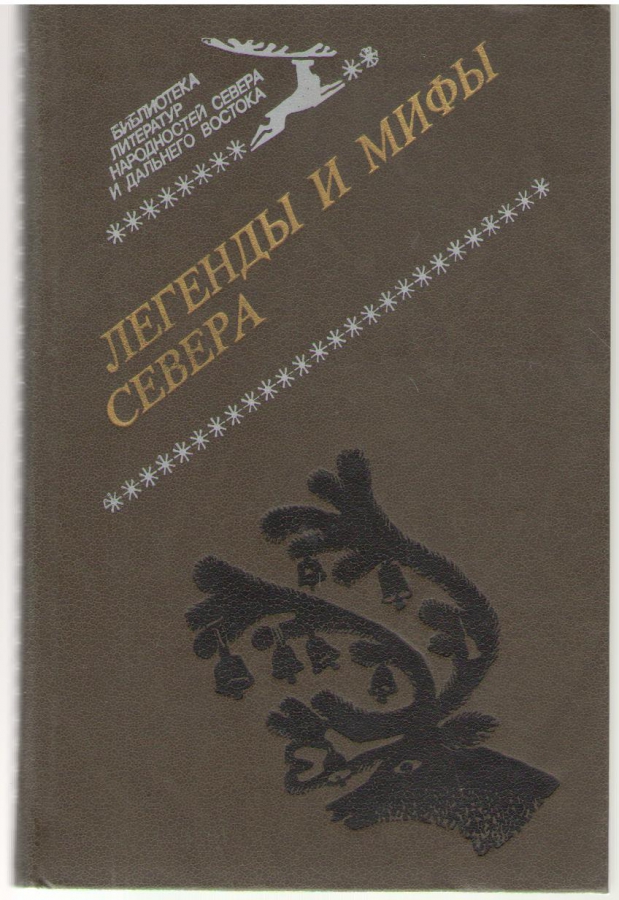 БИБЛИОТЕКА
ЛИТЕРАТУР
НАРОДНОСТЕЙ СЕВЕРА
И ДАЛЬНЕГО ВОСТОКА
ЛЕГЕНДЫ И МИФЫ
СЕВЕРА